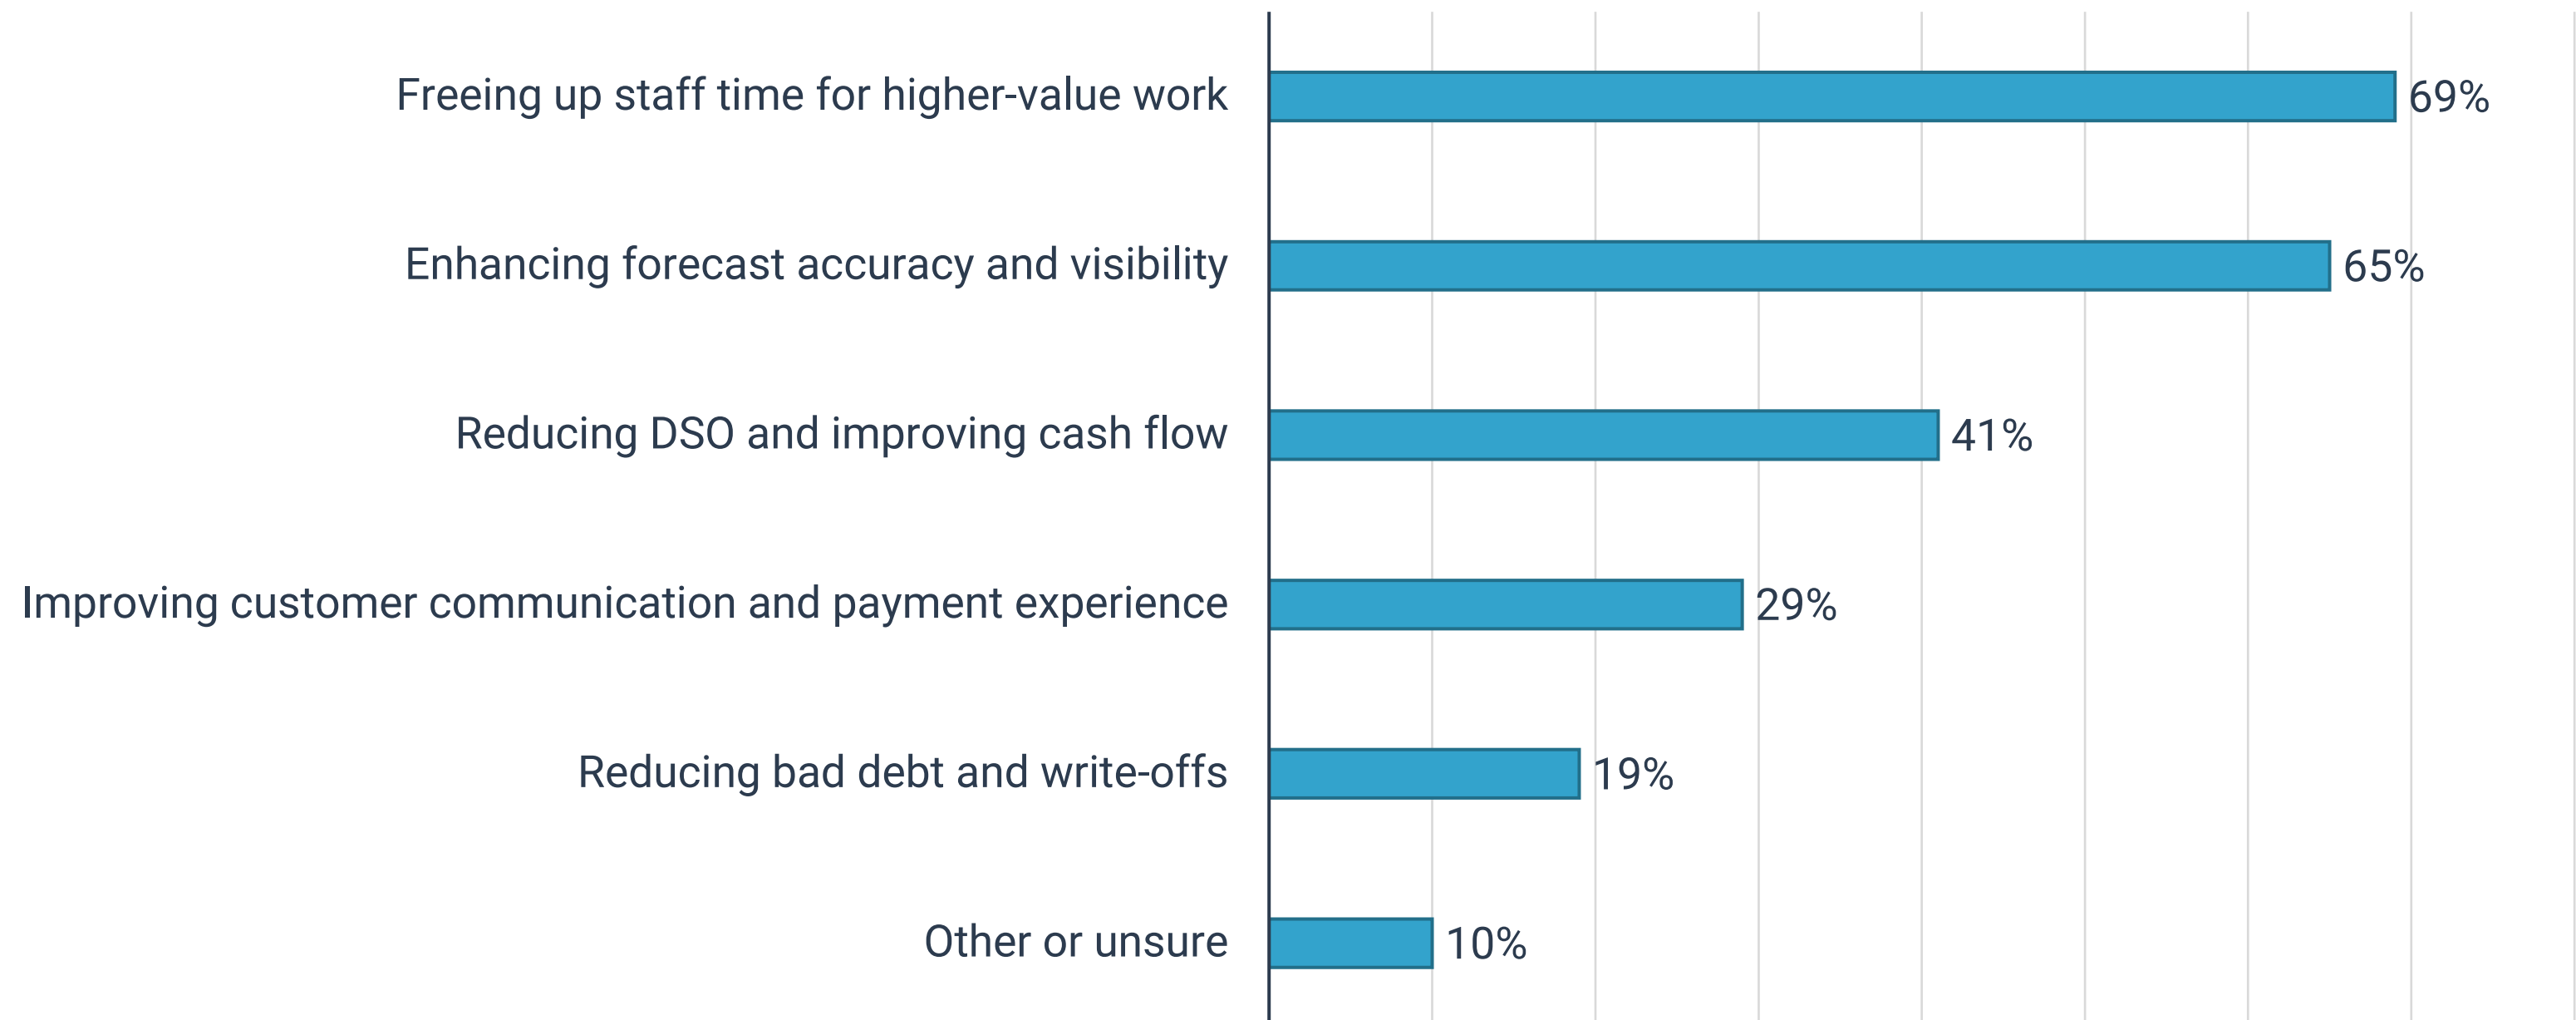 Freeing up staff time for higher-value work 69%
Enhancing forecast accuracy and visibility 65%
Reducing DSO and improving cash flow 41%
Improving customer communication and payment experience 29%
Reducing bad debt and write-offs 19%
Other or unsure 10%